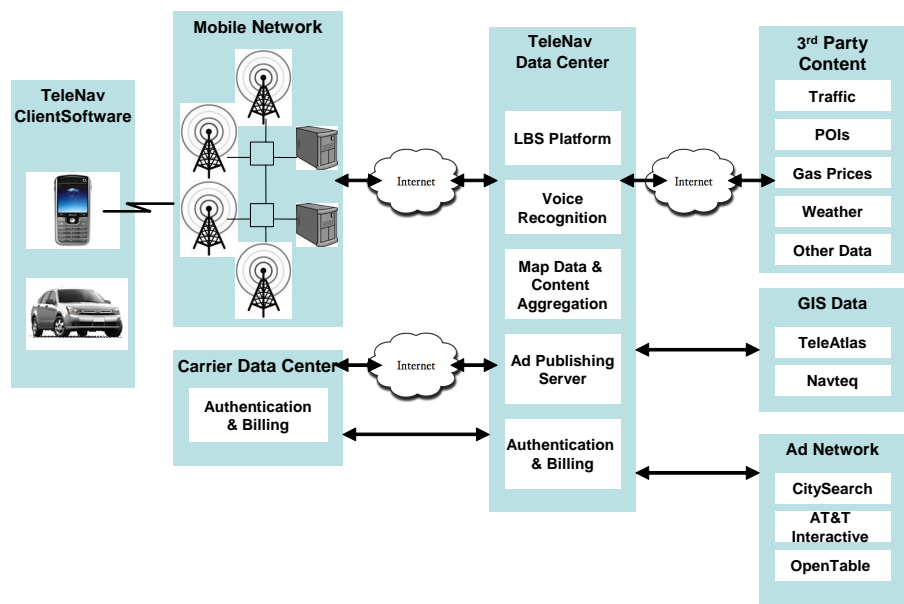 TeleNav
ClientSoftware
Mobile Network
Internet
Carrier Data Center
Authentication
& Billing
Internet
TeleNav
Data Center
LBS Platform
Voice
Recognition
Map Data &
Content
Aggregation
Ad Publishing
Server
Authentication
& Billing
Internet
3rd Party
Content
Traffic
POIs
Gas Prices
Weather
Other Data
GIS Data
TeleAtlas
Navteq
Ad Network
CitySearch
AT&T
Interactive
OpenTable